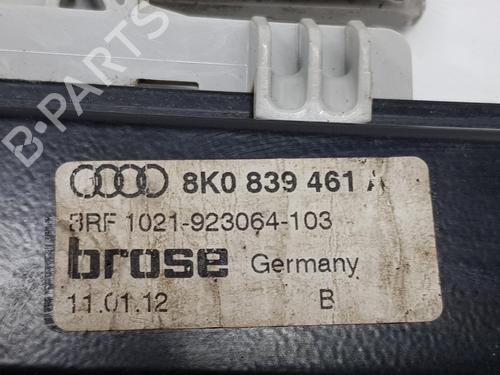 B-PARTS
8K0 839 461 A
BRF 1021-923064-103
brose Germany
11.01.12 B